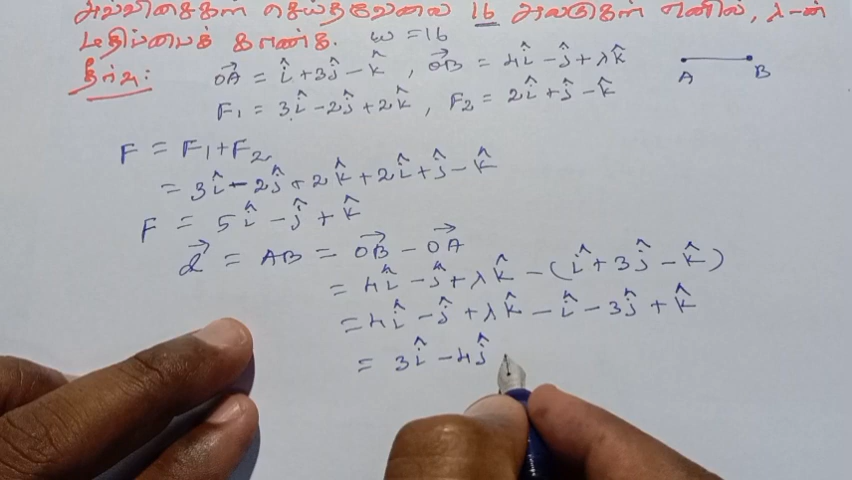 அவ்விசைகள் செய்தவேலை 16 அலகுகள் எனில், λ-ன்
மதிப்பைக் காண்க. w = 16
தீர்வு: OA⃗ = î + 3ĵ - k̂ , OB⃗ = 4î - ĵ + λk̂
A B
F₁ = 3î - 2ĵ + 2k̂ , F₂ = 2î + ĵ - k̂
F = F₁ + F₂
= 3î - 2ĵ + 2k̂ + 2î + ĵ - k̂
F = 5î - ĵ + k̂
d⃗ = AB = OB⃗ - OA⃗
= 4î - ĵ + λk̂ - (î + 3ĵ - k̂)
= 4î - ĵ + λk̂ - î - 3ĵ + k̂
= 3î - 4ĵ